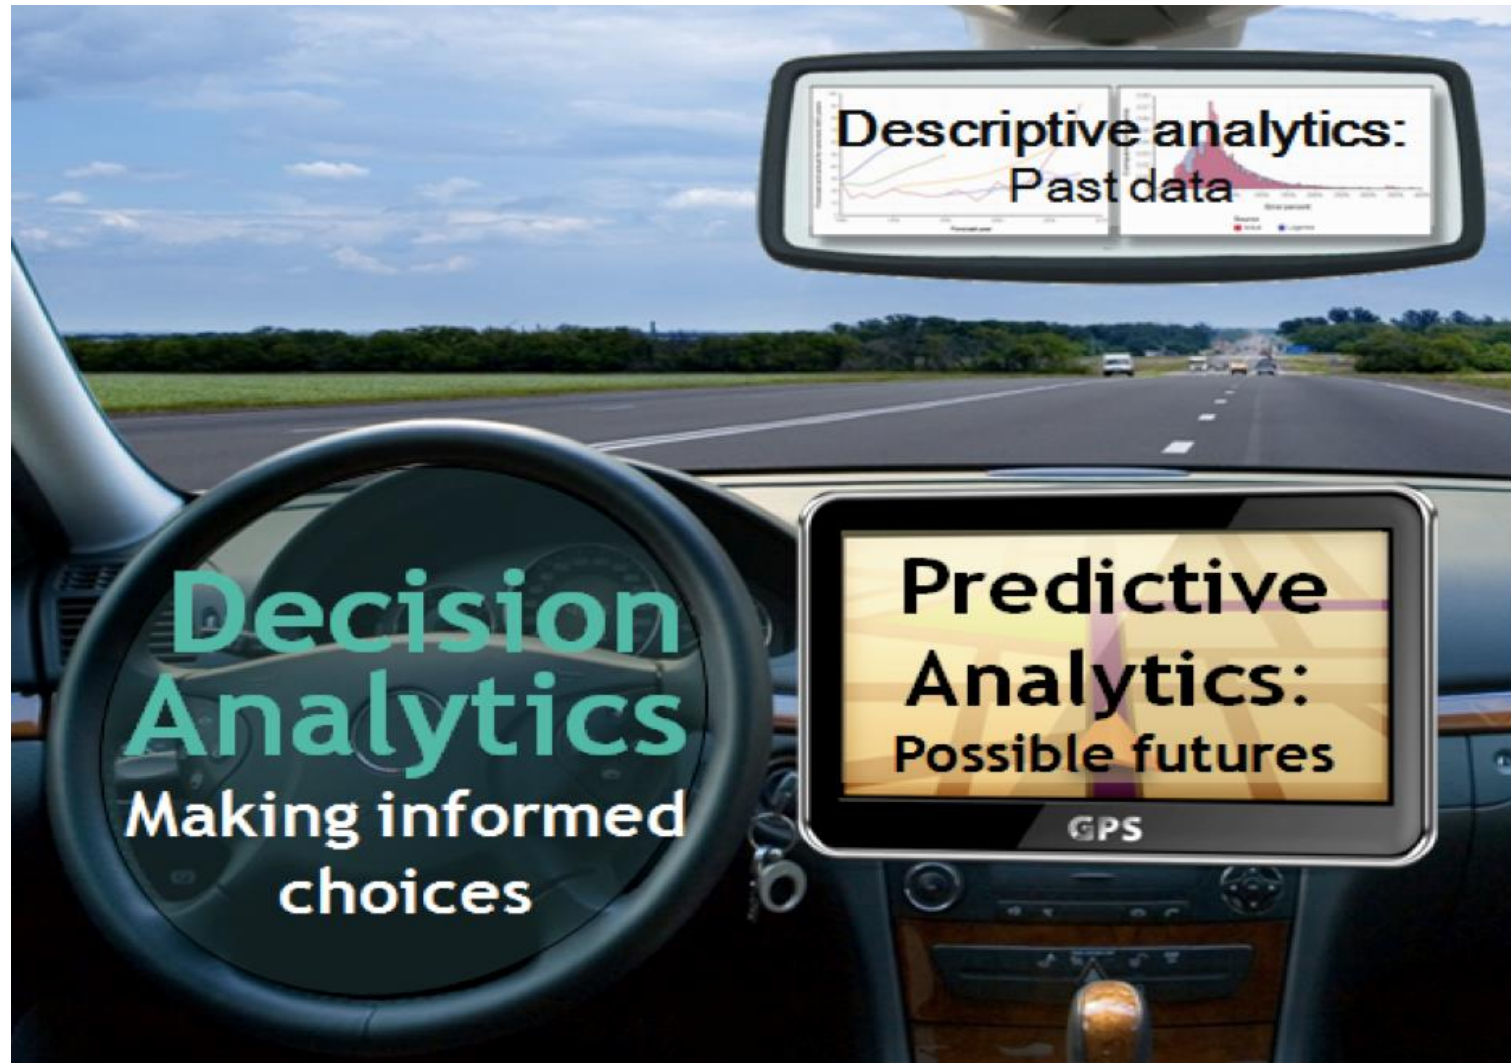 Descriptive analytics:
Past data
Decision
Analytics
Making informed
choices
Predictive
Analytics:
Possible futures
GPS